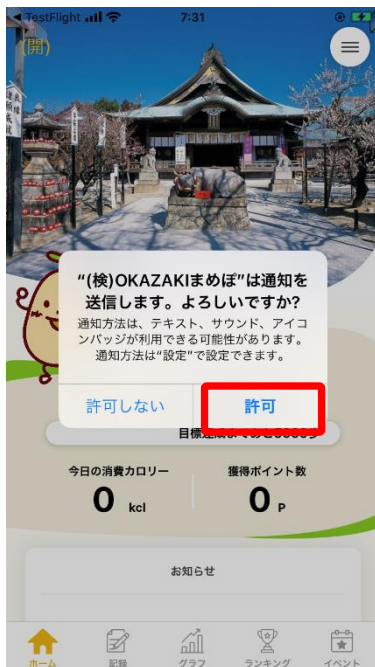 TestFlight
7:31
(開)
"(検)OKAZAKIまめぽ"は通知を
送信します。よろしいですか?
通知方法は、テキスト、サウンド、アイコ
ンバッジが利用できる可能性があります。
通知方法は"設定"で設定できます。
許可しない
許可
今日の消費カロリー
獲得ポイント数
0 kcl
0 P
お知らせ
ホーム
記録
グラフ
ランキング
イベント